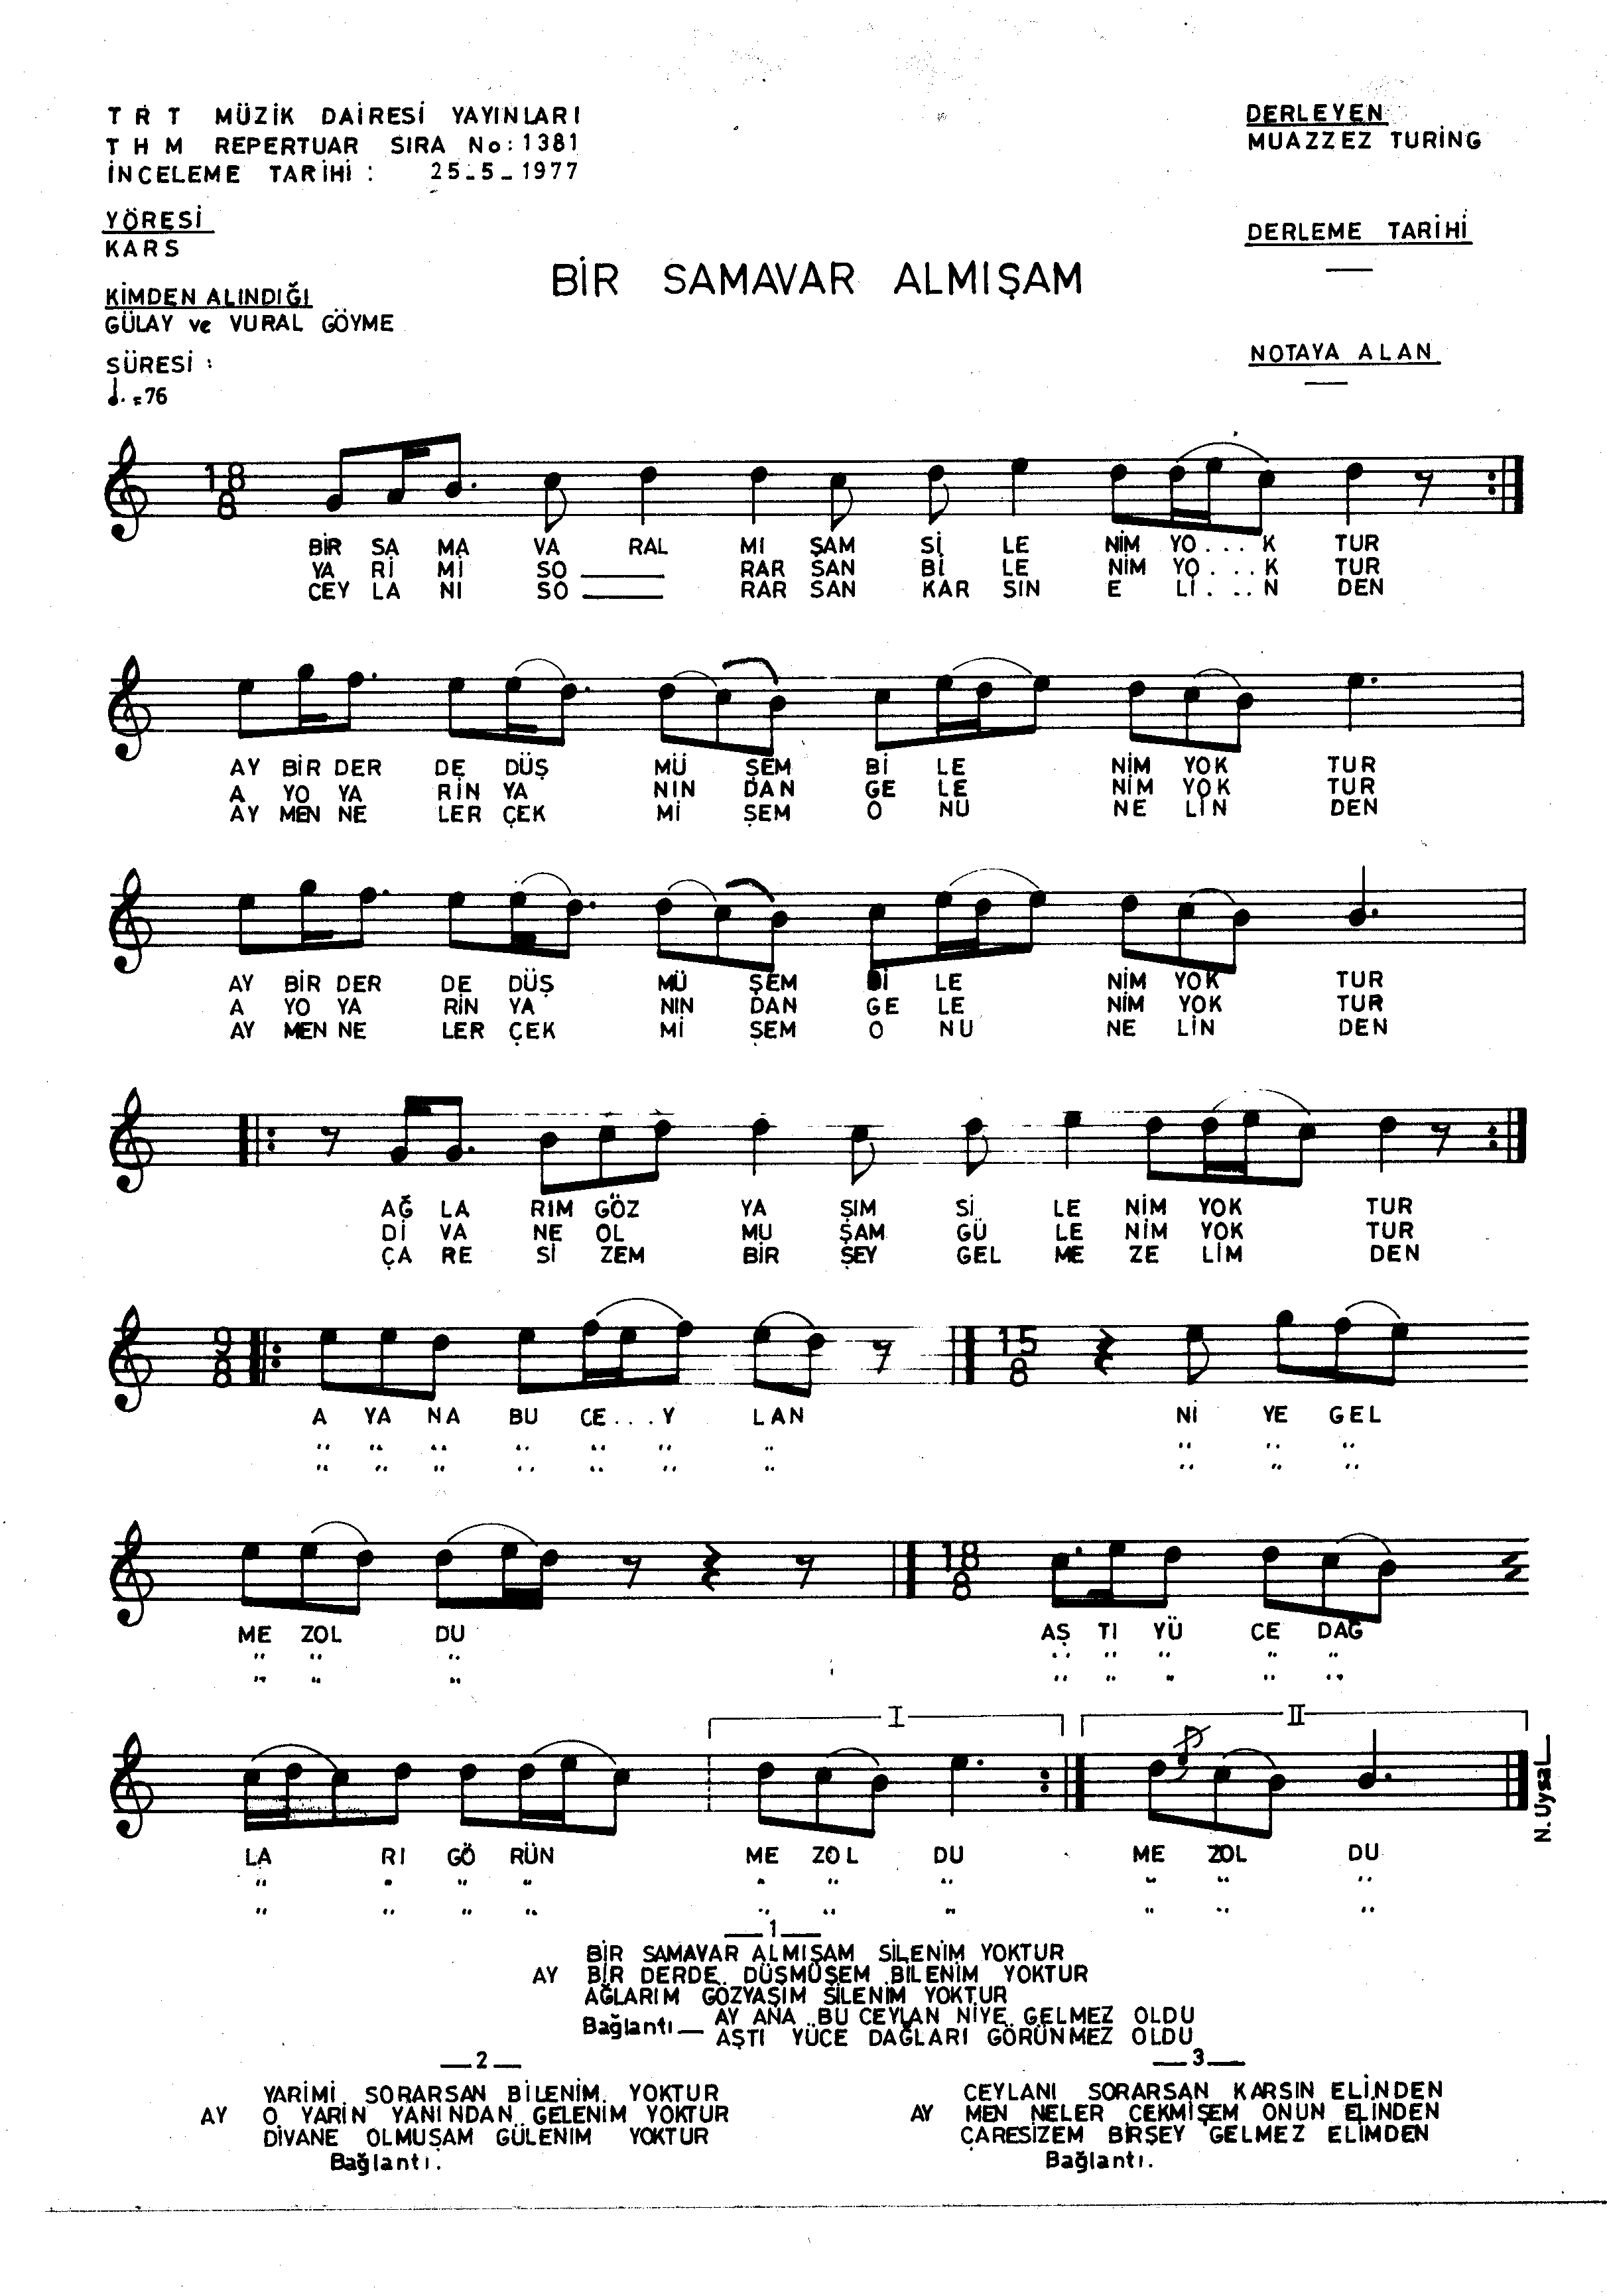 TRT MÜZİK DAİRESİ YAYINLARI
THM REPERTUAR SIRA No: 1381
İNCELEME TARİHİ : 25-5-1977
DERLEYEN
MUAZZEZ TURİNG
YÖRESİ
KARS
DERLEME TARİHİ
BİR SAMAVAR ALMIŞAM
KİMDEN ALINDIĞI
GÜLAY ve VURAL GÖYME
NOTAYA ALAN
SÜRESİ :
♩. = 76
18
8
BİR SA MA VA RAL MI ŞAM Sİ LE NİM YO...K TUR
YA Rİ Mİ SO ___ RAR SAN Bİ LE NİM YO...K TUR
CEY LA NI SO ___ RAR SAN KAR SIN E Lİ...N DEN
AY BİR DER DE DÜŞ MÜ ŞEM Bİ LE NİM YOK TUR
A YO YA RİN YA NIN DAN GE LE NİM YOK TUR
AY MEN NE LER ÇEK Mİ ŞEM O NU NE LİN DEN
AY BİR DER DE DÜŞ MÜ ŞEM Bİ LE NİM YOK TUR
A YO YA RİN YA NIN DAN GE LE NİM YOK TUR
AY MEN NE LER ÇEK Mİ ŞEM O NU NE LİN DEN
AĞ LA RIM GÖZ YA ŞIM Sİ LE NİM YOK TUR
Dİ VA NE OL MU ŞAM GÜ LE NİM YOK TUR
ÇA RE Sİ ZEM BİR ŞEY GEL ME ZE LİM DEN
9 15
8 8
A YA NA BU CE...Y LAN Nİ YE GEL
" " " " " " " " " "
" " " " " " " " " "
18
8
ME ZOL DU AŞ TI YÜ CE DAĞ
" " " " " " " "
" " " " " " " "
I II
LA RI GÖ RÜN ME ZOL DU ME ZOL DU
" " " " " " " " " "
" " " " " " " " " "
N. Uysal
—1—
BİR SAMAVAR ALMIŞAM SİLENİM YOKTUR
AY BİR DERDE DÜŞMÜŞEM BİLENİM YOKTUR
AĞLARIM GÖZYAŞIM SİLENİM YOKTUR
Bağlantı — AY ANA BU CEYLAN NİYE GELMEZ OLDU
AŞTI YÜCE DAĞLARI GÖRÜNMEZ OLDU
—2—
YARİMİ SORARSAN BİLENİM YOKTUR
AY O YARİN YANINDAN GELENİM YOKTUR
DİVANE OLMUŞAM GÜLENİM YOKTUR
Bağlantı.
—3—
CEYLANI SORARSAN KARSIN ELİNDEN
AY MEN NELER ÇEKMİŞEM ONUN ELİNDEN
ÇARESİZEM BİRŞEY GELMEZ ELİMDEN
Bağlantı.